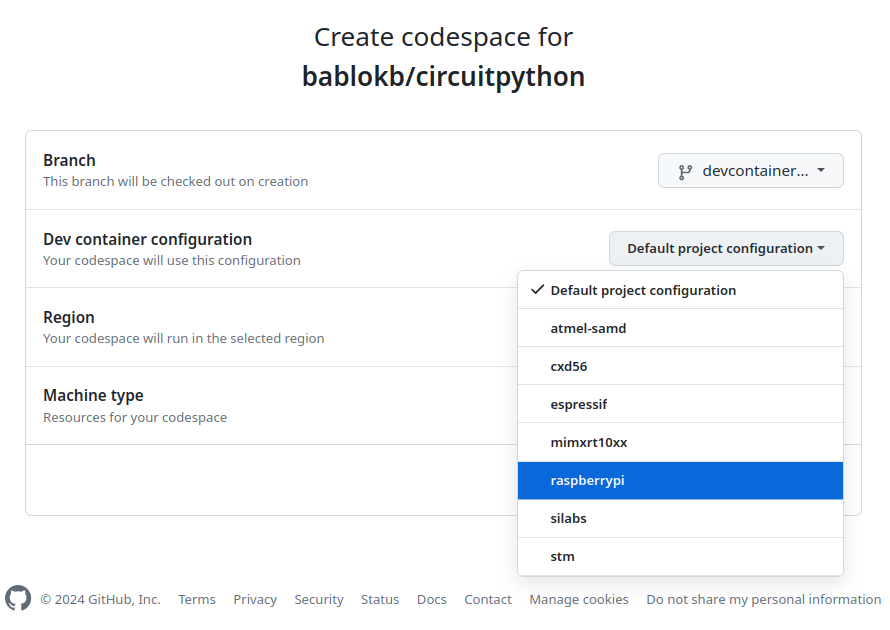 Create codespace for
bablokb/circuitpython
Branch
This branch will be checked out on creation
devcontainer...
Dev container configuration
Your codespace will use this configuration
Default project configuration
Default project configuration
atmel-samd
cxd56
espressif
mimxrt10xx
raspberrypi
silabs
stm
Region
Your codespace will run in the selected region
Machine type
Resources for your codespace
© 2024 GitHub, Inc. Terms Privacy Security Status Docs Contact Manage cookies Do not share my personal information